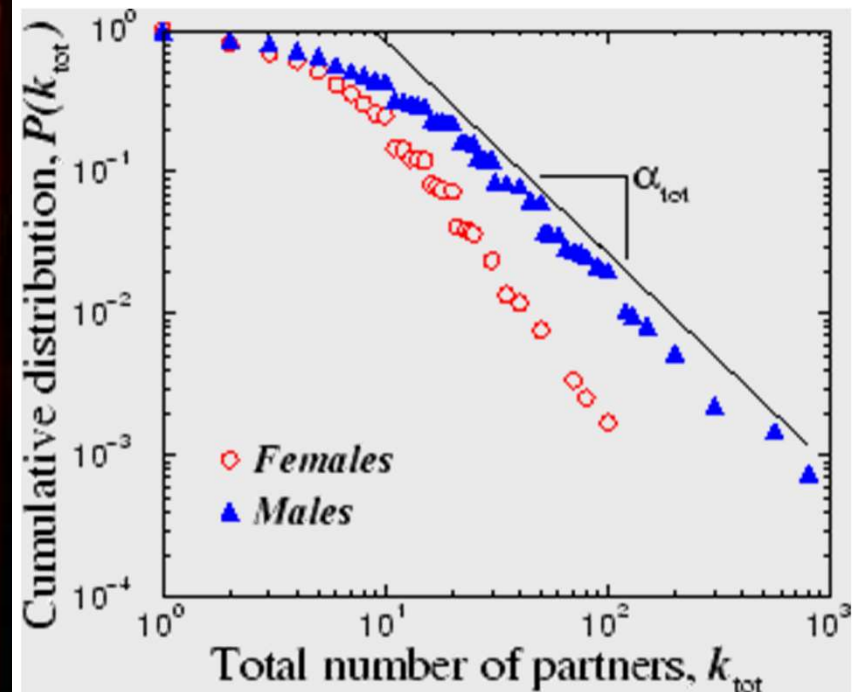 Cumulative distribution, P(k_tot)
10^0
10^-1
10^-2
10^-3
10^-4
α_tot
Females
Males
10^0 10^1 10^2 10^3
Total number of partners, k_tot